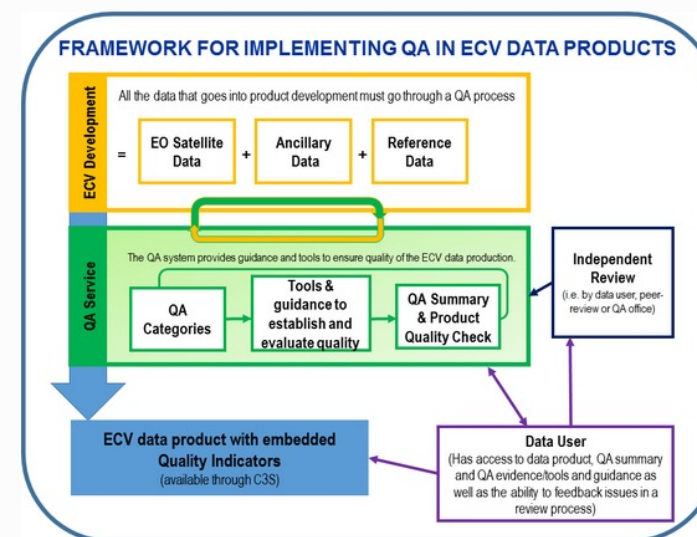 FRAMEWORK FOR IMPLEMENTING QA IN ECV DATA PRODUCTS
ECV Development
All the data that goes into product development must go through a QA process
=
EO Satellite
Data
+
Ancillary
Data
+
Reference
Data
QA Service
The QA system provides guidance and tools to ensure quality of the ECV data production.
QA
Categories
Tools &
guidance to
establish and
evaluate quality
QA Summary
& Product
Quality Check
Independent
Review
(i.e. by data user, peer-
review or QA office)
ECV data product with embedded
Quality Indicators
(available through C3S)
Data User
(Has access to data product, QA summary
and QA evidence/tools and guidance as
well as the ability to feedback issues in a
review process)